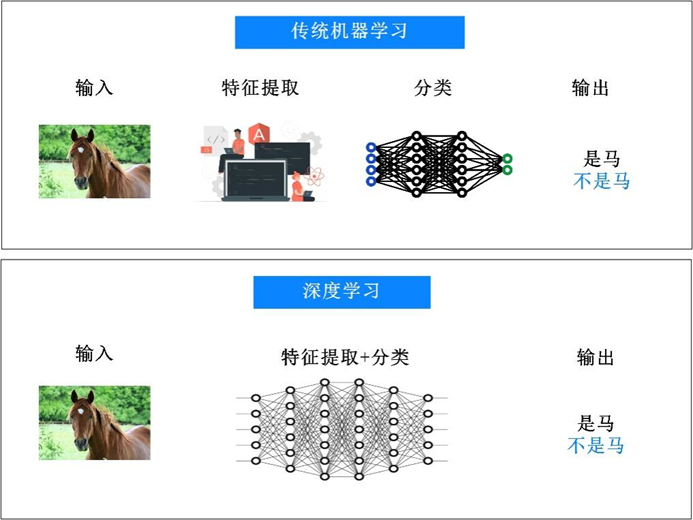 传统机器学习
输入
特征提取
分类
输出
</>
JS
A
是马
不是马
深度学习
输入
特征提取+分类
输出
是马
不是马